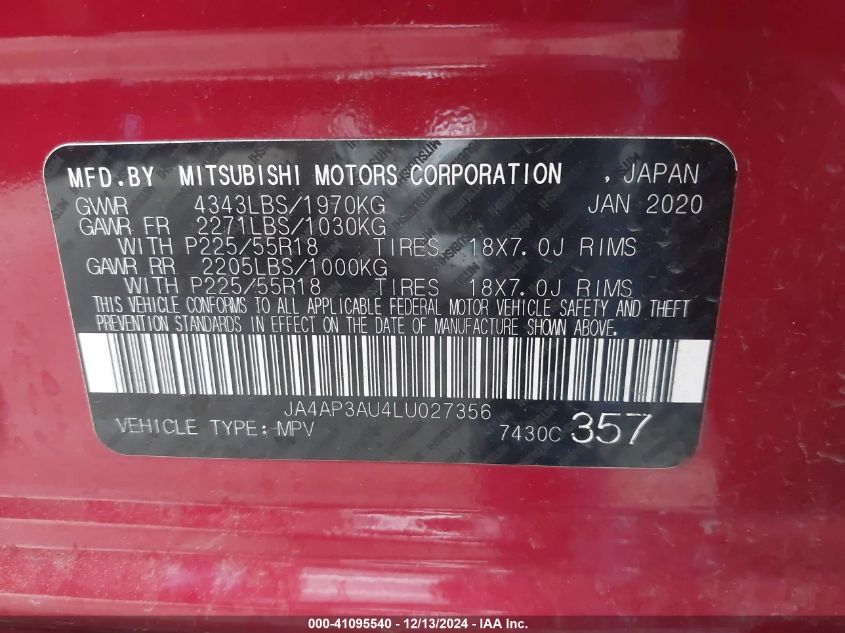 MFD.BY MITSUBISHI MOTORS CORPORATION , JAPAN
GVWR 4343LBS/1970KG JAN 2020
GAWR FR 2271LBS/1030KG
WITH P225/55R18 TIRES 18X7.0J RIMS
GAWR RR 2205LBS/1000KG
WITH P225/55R18 TIRES 18X7.0J RIMS
THIS VEHICLE CONFORMS TO ALL APPLICABLE FEDERAL MOTOR VEHICLE SAFETY AND THEFT
PREVENTION STANDARDS IN EFFECT ON THE DATE OF MANUFACTURE SHOWN ABOVE.
JA4AP3AU4LU027356
VEHICLE TYPE: MPV 7430C 357
000-41095540 - 12/13/2024 - IAA Inc.